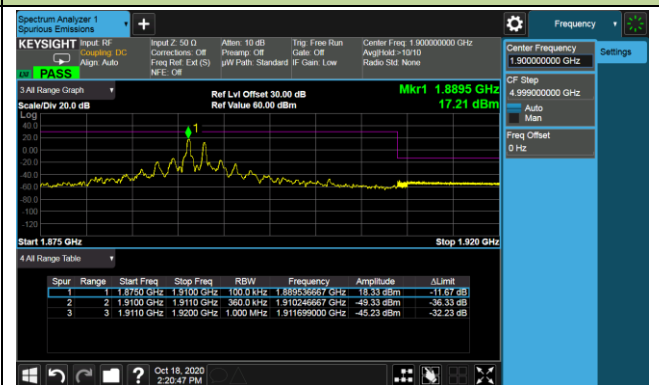 Spectrum Analyzer 1
Spurious Emissions
Frequency
KEYSIGHT Input: RF Input Z: 50 Ω Atten: 10 dB Trig: Free Run Center Freq: 1.900000000 GHz
Coupling: DC Corrections: Off Preamp: Off Gate: Off Avg|Hold:>10/10
Align: Auto Freq Ref: Ext (S) µW Path: Standard IF Gain: Low Radio Std: None
NFE: Off
PASS
Center Frequency
1.900000000 GHz
Settings
CF Step
4.999000000 GHz
Auto
Man
Freq Offset
0 Hz
3 All Range Graph
Ref Lvl Offset 30.00 dB
Mkr1 1.8895 GHz
Scale/Div 20.0 dB
Ref Value 60.00 dBm
17.21 dBm
Log
40.0
20.0
0.00
-20.0
-40.0
-60.0
-80.0
-100
-120
1
Start 1.875 GHz
Stop 1.920 GHz
4 All Range Table
Spur Range Start Freq Stop Freq RBW Frequency Amplitude ΔLimit
1 1 1.8750 GHz 1.9100 GHz 100.0 kHz 1.889536667 GHz 18.33 dBm -11.67 dB
2 2 1.9100 GHz 1.9110 GHz 360.0 kHz 1.910246667 GHz -49.33 dBm -36.33 dB
3 3 1.9110 GHz 1.9200 GHz 1.000 MHz 1.911699000 GHz -45.23 dBm -32.23 dB
Oct 18, 2020
2:20:47 PM